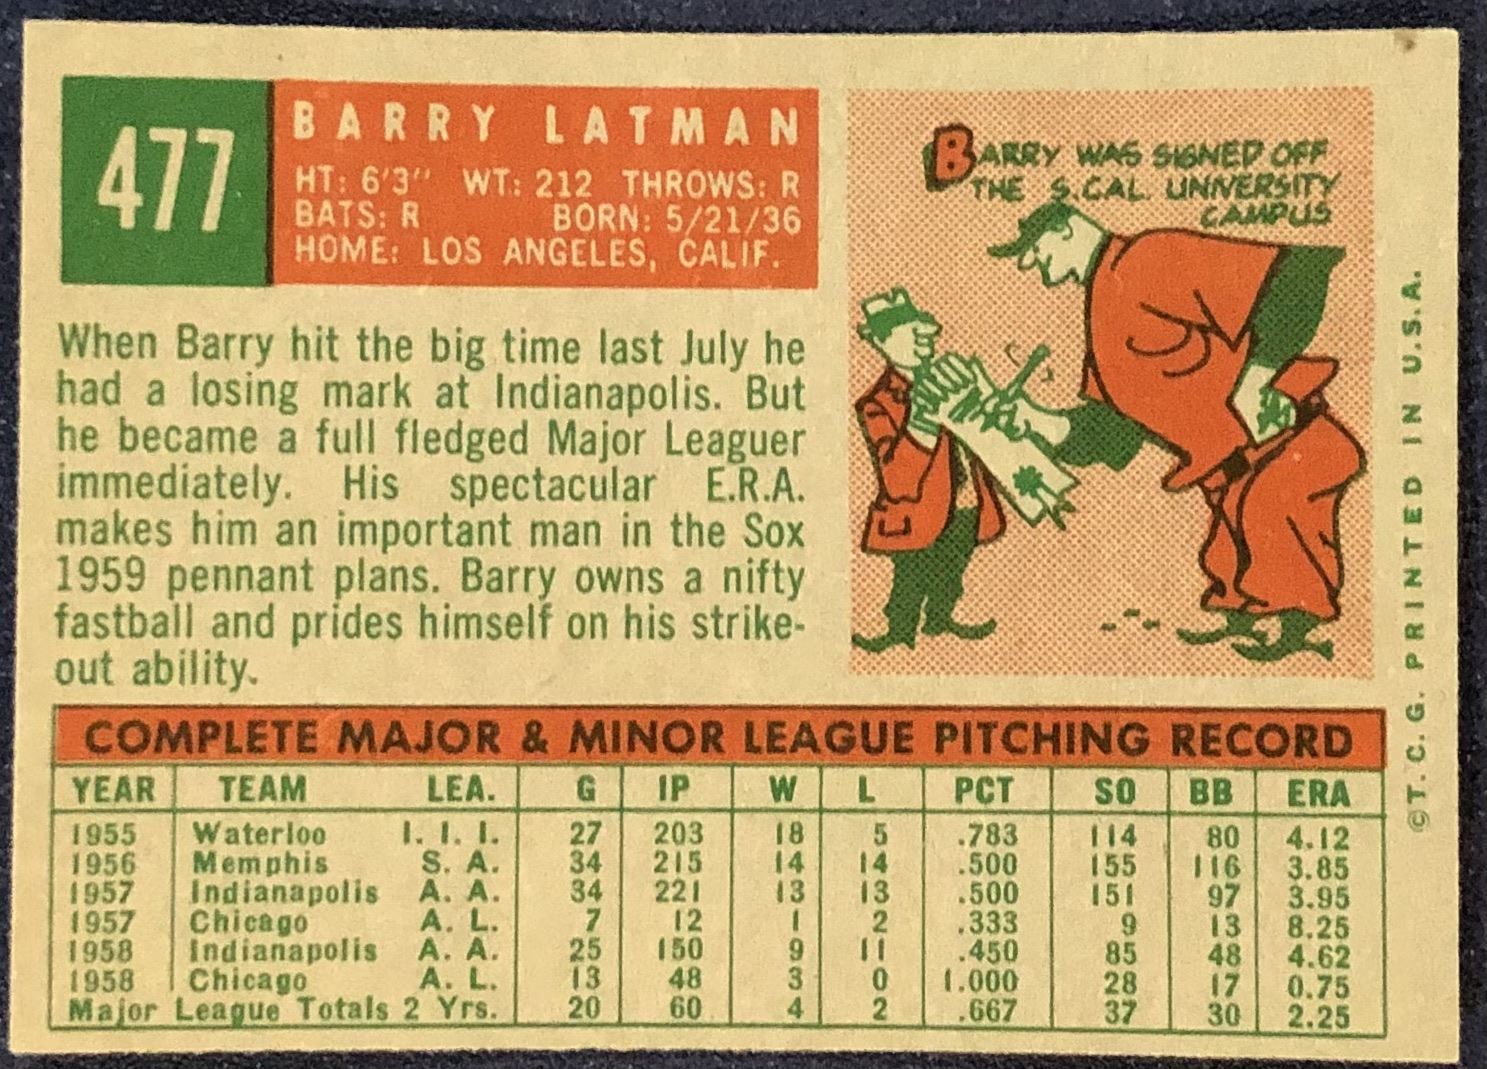 477
BARRY LATMAN
HT: 6'3" WT: 212 THROWS: R
BATS: R BORN: 5/21/36
HOME: LOS ANGELES, CALIF.
When Barry hit the big time last July he
had a losing mark at Indianapolis. But
he became a full fledged Major Leaguer
immediately. His spectacular E.R.A.
makes him an important man in the Sox
1959 pennant plans. Barry owns a nifty
fastball and prides himself on his strike-
out ability.
BARRY WAS SIGNED OFF
THE S. CAL UNIVERSITY
CAMPUS
COMPLETE MAJOR & MINOR LEAGUE PITCHING RECORD
YEAR TEAM LEA. G IP W L PCT SO BB ERA
1955 Waterloo I. I. I. 27 203 18 5 .783 114 80 4.12
1956 Memphis S. A. 34 215 14 14 .500 155 116 3.85
1957 Indianapolis A. A. 34 221 13 13 .500 151 97 3.95
1957 Chicago A. L. 7 12 1 2 .333 9 13 8.25
1958 Indianapolis A. A. 25 150 9 11 .450 85 48 4.62
1958 Chicago A. L. 13 48 3 0 1.000 28 17 0.75
Major League Totals 2 Yrs. 20 60 4 2 .667 37 30 2.25
©T. C. G. PRINTED IN U.S.A.